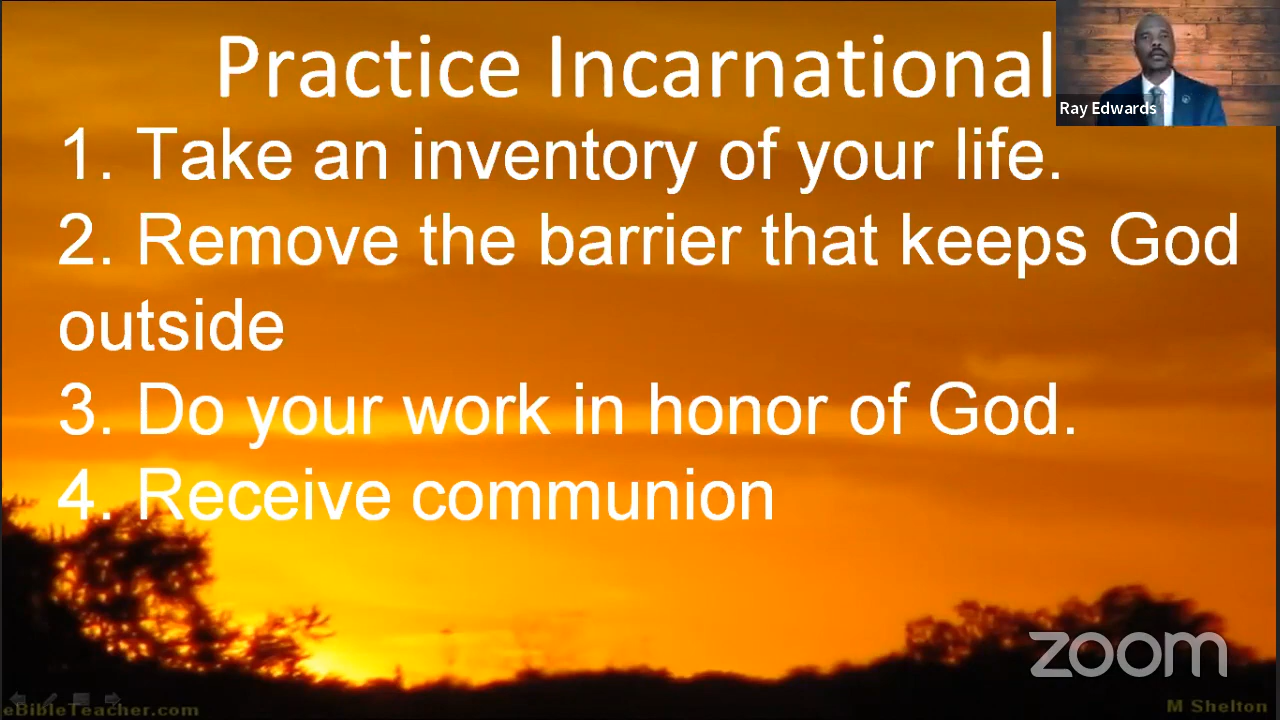 Practice Incarnational
Ray Edwards
1. Take an inventory of your life.
2. Remove the barrier that keeps God
outside
3. Do your work in honor of God.
4. Receive communion
zoom
eBibleTeacher.com
M Shelton